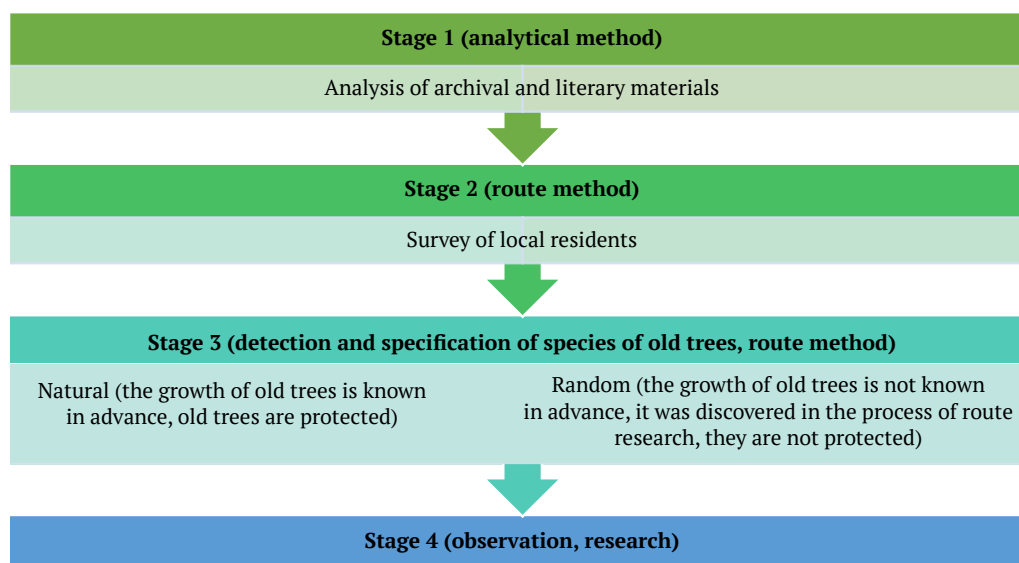 Stage 1 (analytical method)
Analysis of archival and literary materials
Stage 2 (route method)
Survey of local residents
Stage 3 (detection and specification of species of old trees, route method)
Natural (the growth of old trees is known
in advance, old trees are protected)
Random (the growth of old trees is not known
in advance, it was discovered in the process of route
research, they are not protected)
Stage 4 (observation, research)